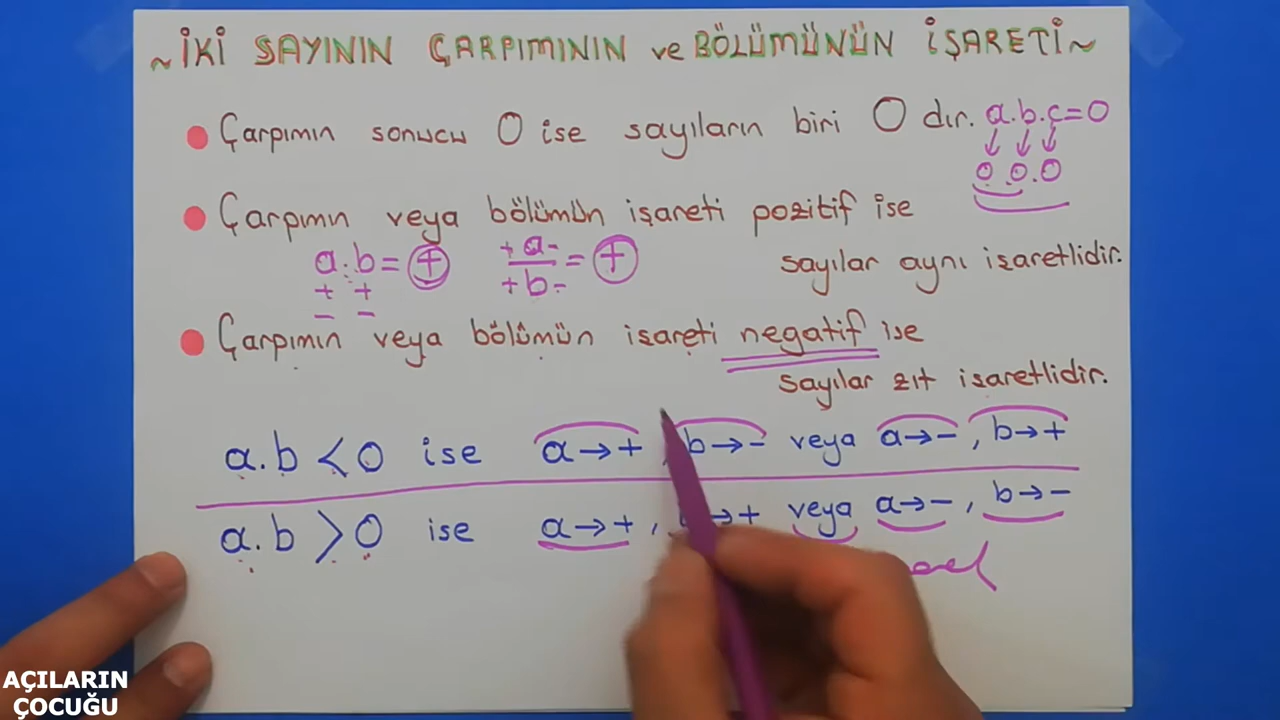 ~İKİ SAYININ ÇARPIMININ ve BÖLÜMÜNÜN İŞARETİ~
Çarpımın sonucu 0 ise sayıların biri 0 dır. a.b.c=0
0.0.0
Çarpımın veya bölümün işareti pozitif ise
sayılar aynı işaretlidir.
a.b=+
+ +
- -
+a-
+b- = +
Çarpımın veya bölümün işareti negatif ise
sayılar zıt işaretlidir.
a.b<0 ise a→+, b→- veya a→-, b→+
a.b>0 ise a→+, →+ veya a→-, b→-
AÇILARIN
ÇOCUĞU